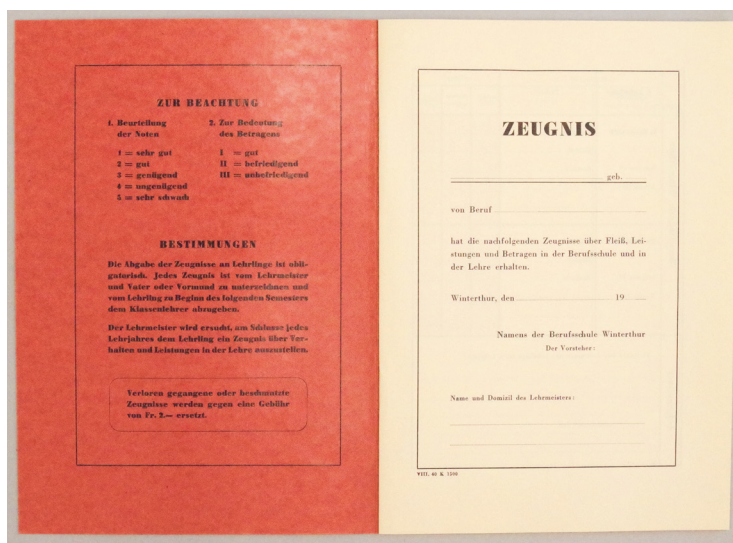 ZUR BEACHTUNG
1. Beurteilung
der Noten
1 = sehr gut
2 = gut
3 = genügend
4 = ungenügend
5 = sehr schwach
2. Zur Bedeutung
des Betragens
I = gut
II = befriedigend
III = unbefriedigend
BESTIMMUNGEN
Die Abgabe der Zeugnisse an Lehrlinge ist obli-
gatorisch. Jedes Zeugnis ist vom Lehrmeister
und Vater oder Vormund zu unterzeichnen und
vom Lehrling zu Beginn des folgenden Semesters
dem Klassenlehrer abzugeben.
Der Lehrmeister wird ersucht, am Schlusse jedes
Lehrjahres dem Lehrling ein Zeugnis über Ver-
halten und Leistungen in der Lehre auszustellen.
Verloren gegangene oder beschmutzte
Zeugnisse werden gegen eine Gebühr
von Fr. 2.— ersetzt.
ZEUGNIS
geb.
von Beruf
hat die nachfolgenden Zeugnisse über Fleiß, Lei-
stungen und Betragen in der Berufsschule und in
der Lehre erhalten.
Winterthur, den 19
Namens der Berufsschule Winterthur
Der Vorsteher:
Name und Domizil des Lehrmeisters:
VIII. 46 K